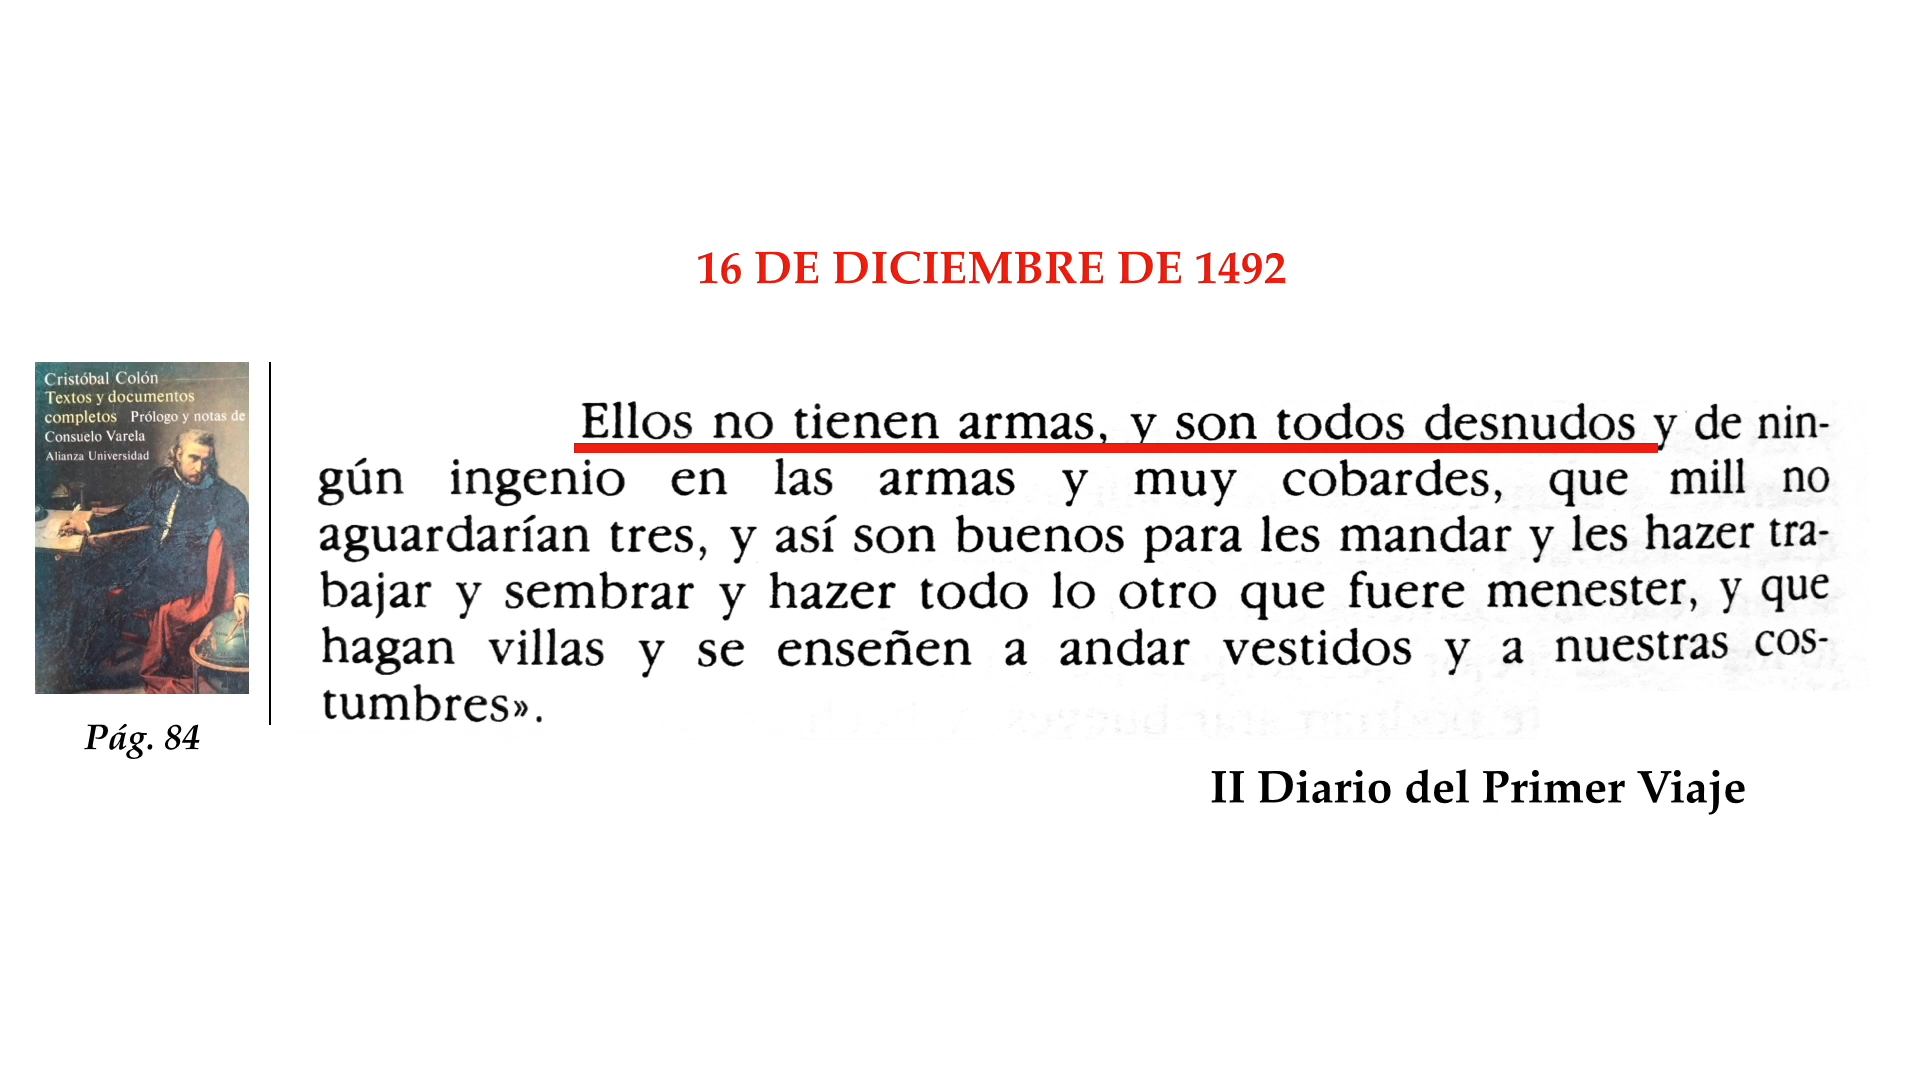 16 DE DICIEMBRE DE 1492
Cristóbal Colón
Textos y documentos
completos Prólogo y notas de
Consuelo Varela
Alianza Universidad
Pág. 84
Ellos no tienen armas, y son todos desnudos y de nin-
gún ingenio en las armas y muy cobardes, que mill no
aguardarían tres, y así son buenos para les mandar y les hazer tra-
bajar y sembrar y hazer todo lo otro que fuere menester, y que
hagan villas y se enseñen a andar vestidos y a nuestras cos-
tumbres».
II Diario del Primer Viaje